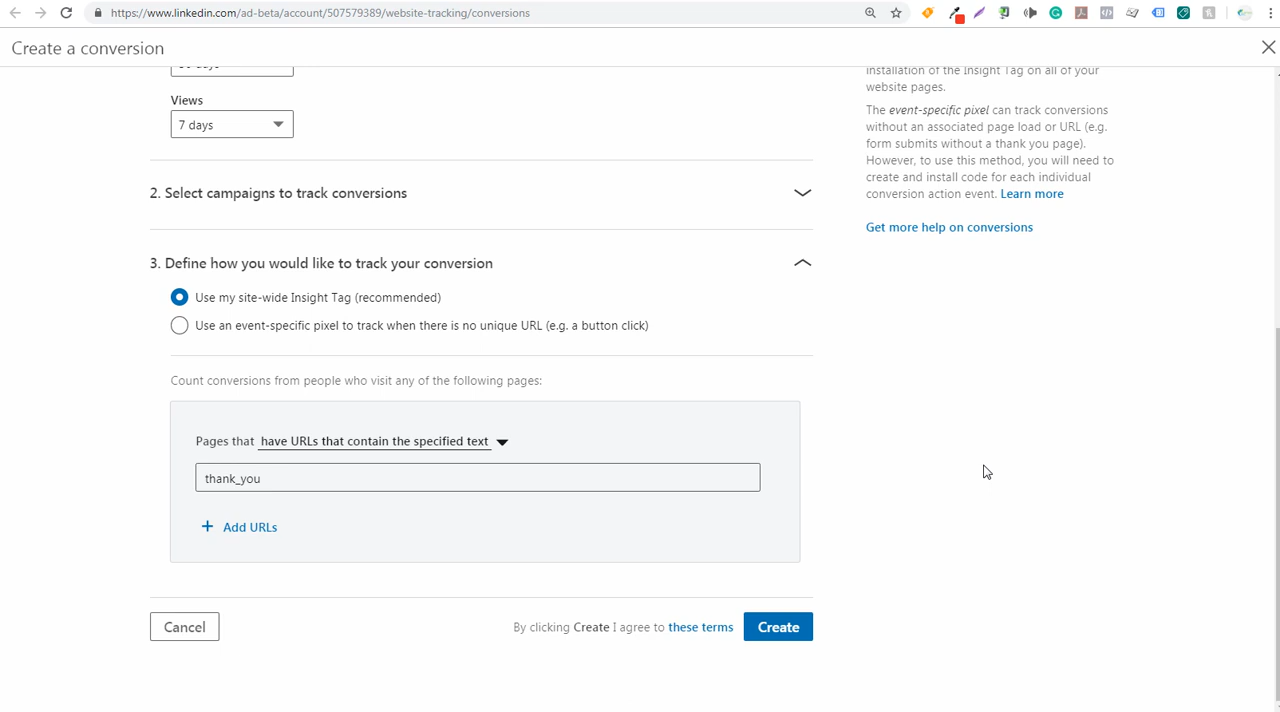 https://www.linkedin.com/ad-beta/account/507579389/website-tracking/conversions
Create a conversion
Views
7 days
2. Select campaigns to track conversions
3. Define how you would like to track your conversion
Use my site-wide Insight Tag (recommended)
Use an event-specific pixel to track when there is no unique URL (e.g. a button click)
Count conversions from people who visit any of the following pages:
Pages that have URLs that contain the specified text
thank_you
+ Add URLs
Cancel
By clicking Create I agree to these terms
Create
installation of the Insight Tag on all of your
website pages.
The event-specific pixel can track conversions
without an associated page load or URL (e.g.
form submits without a thank you page).
However, to use this method, you will need to
create and install code for each individual
conversion action event. Learn more
Get more help on conversions